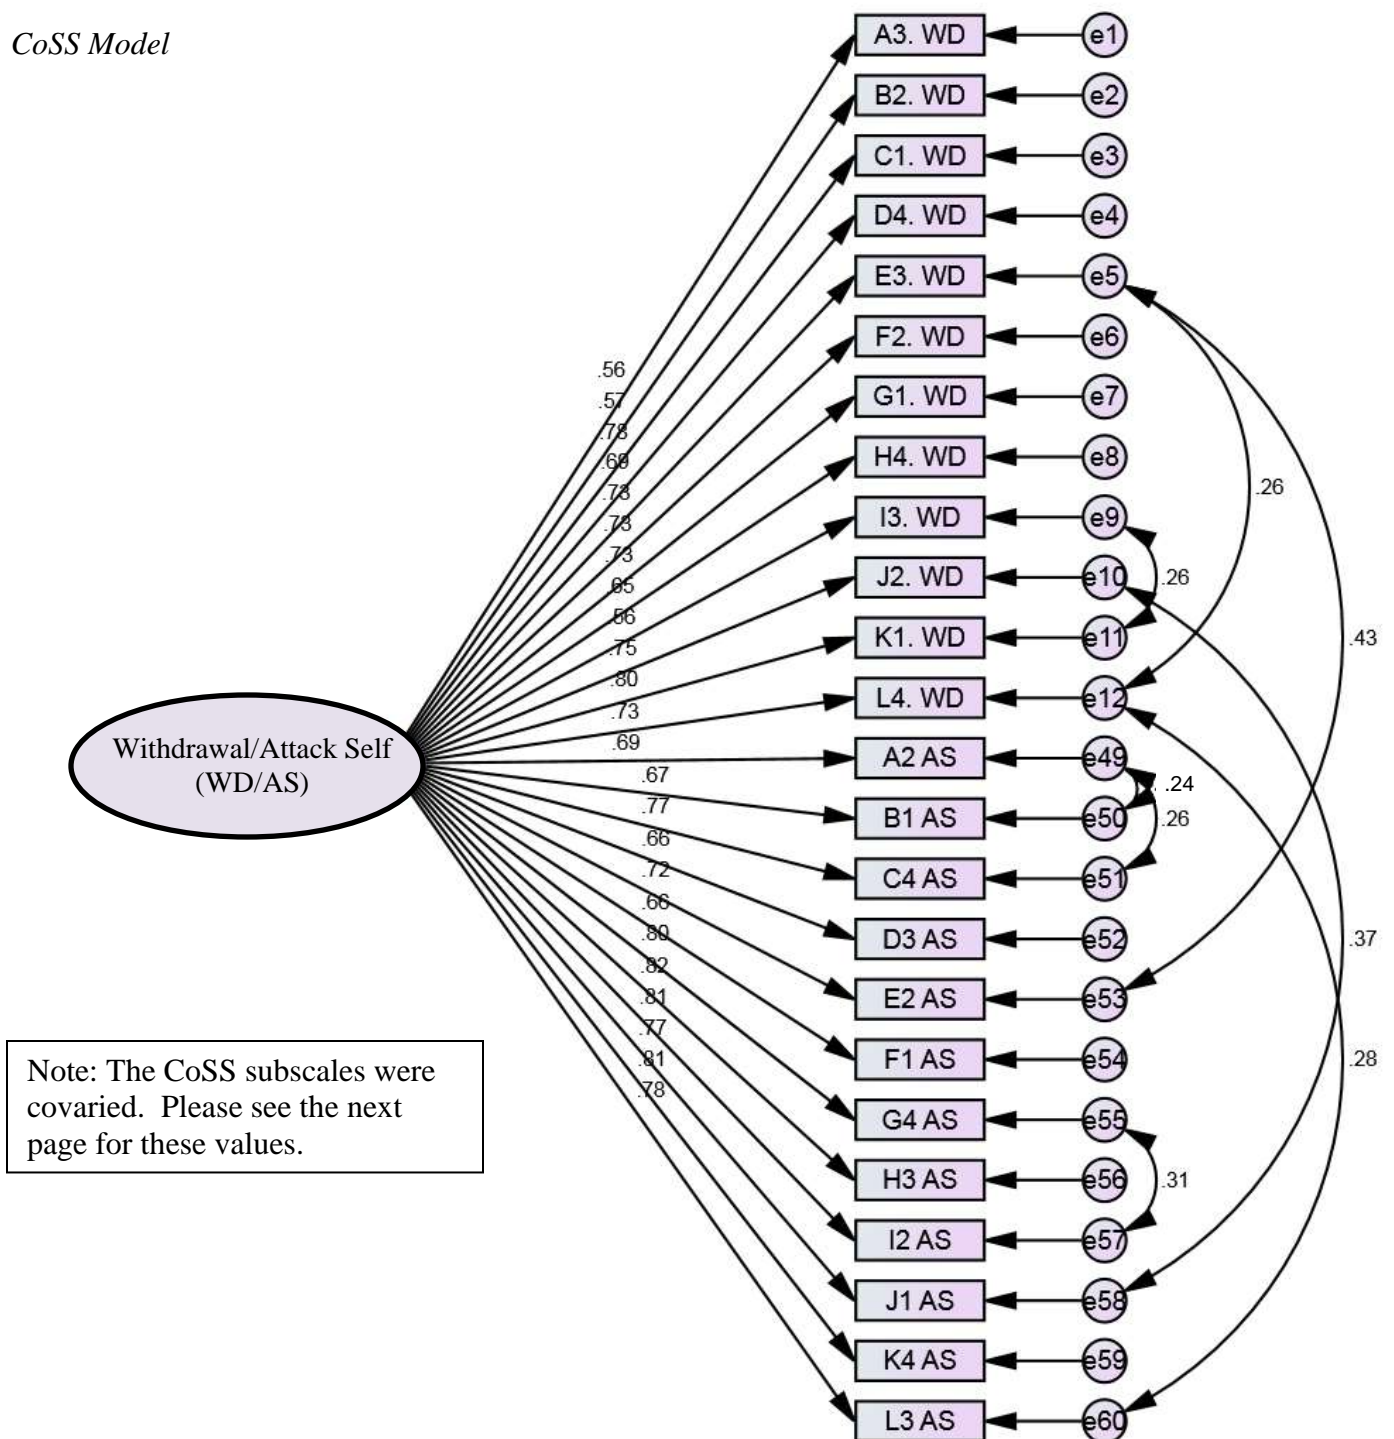 CoSS Model
A3. WD
e1
B2. WD
e2
C1. WD
e3
D4. WD
e4
E3. WD
e5
F2. WD
e6
G1. WD
e7
H4. WD
e8
I3. WD
e9
J2. WD
e10
K1. WD
e11
L4. WD
e12
A2 AS
e49
B1 AS
e50
C4 AS
e51
D3 AS
e52
E2 AS
e53
F1 AS
e54
G4 AS
e55
H3 AS
e56
I2 AS
e57
J1 AS
e58
K4 AS
e59
L3 AS
e60
.56
.57
.78
.69
.73
.73
.73
.65
.56
.75
.80
.73
.69
.67
.77
.66
.72
.66
.80
.82
.81
.77
.81
.78
.26
.26
.43
.24
.26
.37
.28
.31
Withdrawal/Attack Self
(WD/AS)
Note: The CoSS subscales were
covaried. Please see the next
page for these values.